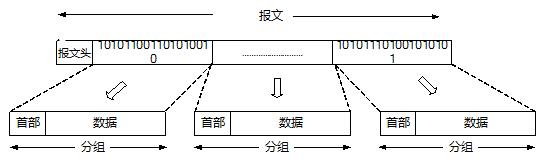 报文
报文头 10101100110101001 ..................... 10101110100101010
0 1
首部 数据 首部 数据 首部 数据
分组 分组 分组